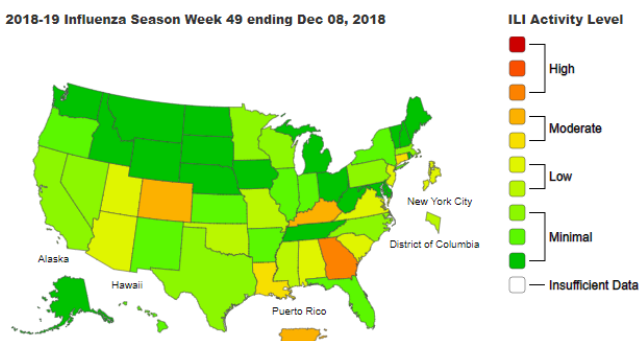 2018-19 Influenza Season Week 49 ending Dec 08, 2018
ILI Activity Level
High
Moderate
Low
New York City
Minimal
District of Columbia
Alaska
Hawaii
Insufficient Data
Puerto Rico